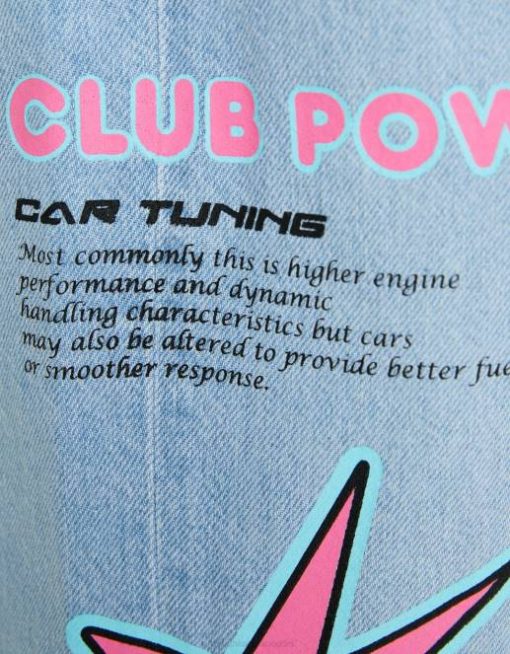 CLUB POW
CAR TUNING
Most commonly this is higher engine
performance and dynamic
handling characteristics but cars
may also be altered to provide better fue
or smoother response.